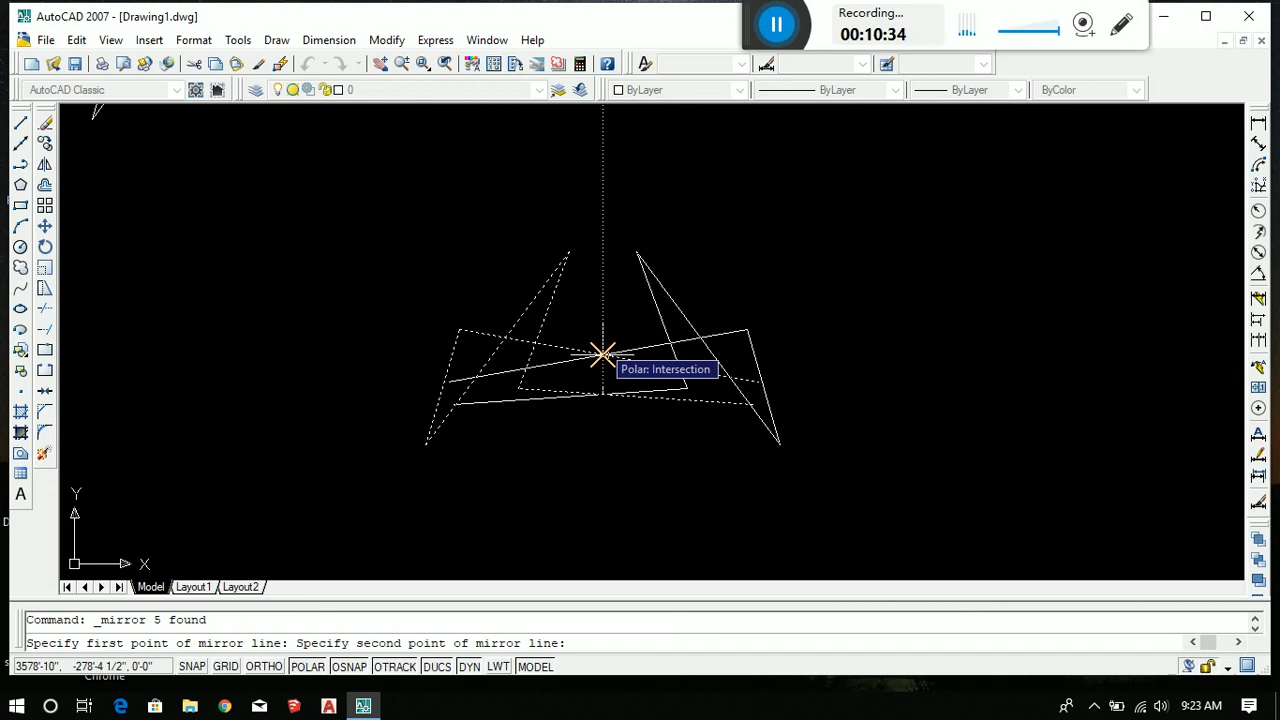 AutoCAD 2007 - [Drawing1.dwg]
Recording...
00:10:34
File Edit View Insert Format Tools Draw Dimension Modify Express Window Help
AutoCAD Classic
0
ByLayer
ByLayer
ByLayer
ByColor
Polar: Intersection
Y
X
A
Model Layout1 Layout2
Command: _mirror 5 found
Specify first point of mirror line: Specify second point of mirror line:
3578'-10", -278'-4 1/2", 0'-0"
SNAP GRID ORTHO POLAR OSNAP OTRACK DUCS DYN LWT MODEL
Chrome
9:23 AM